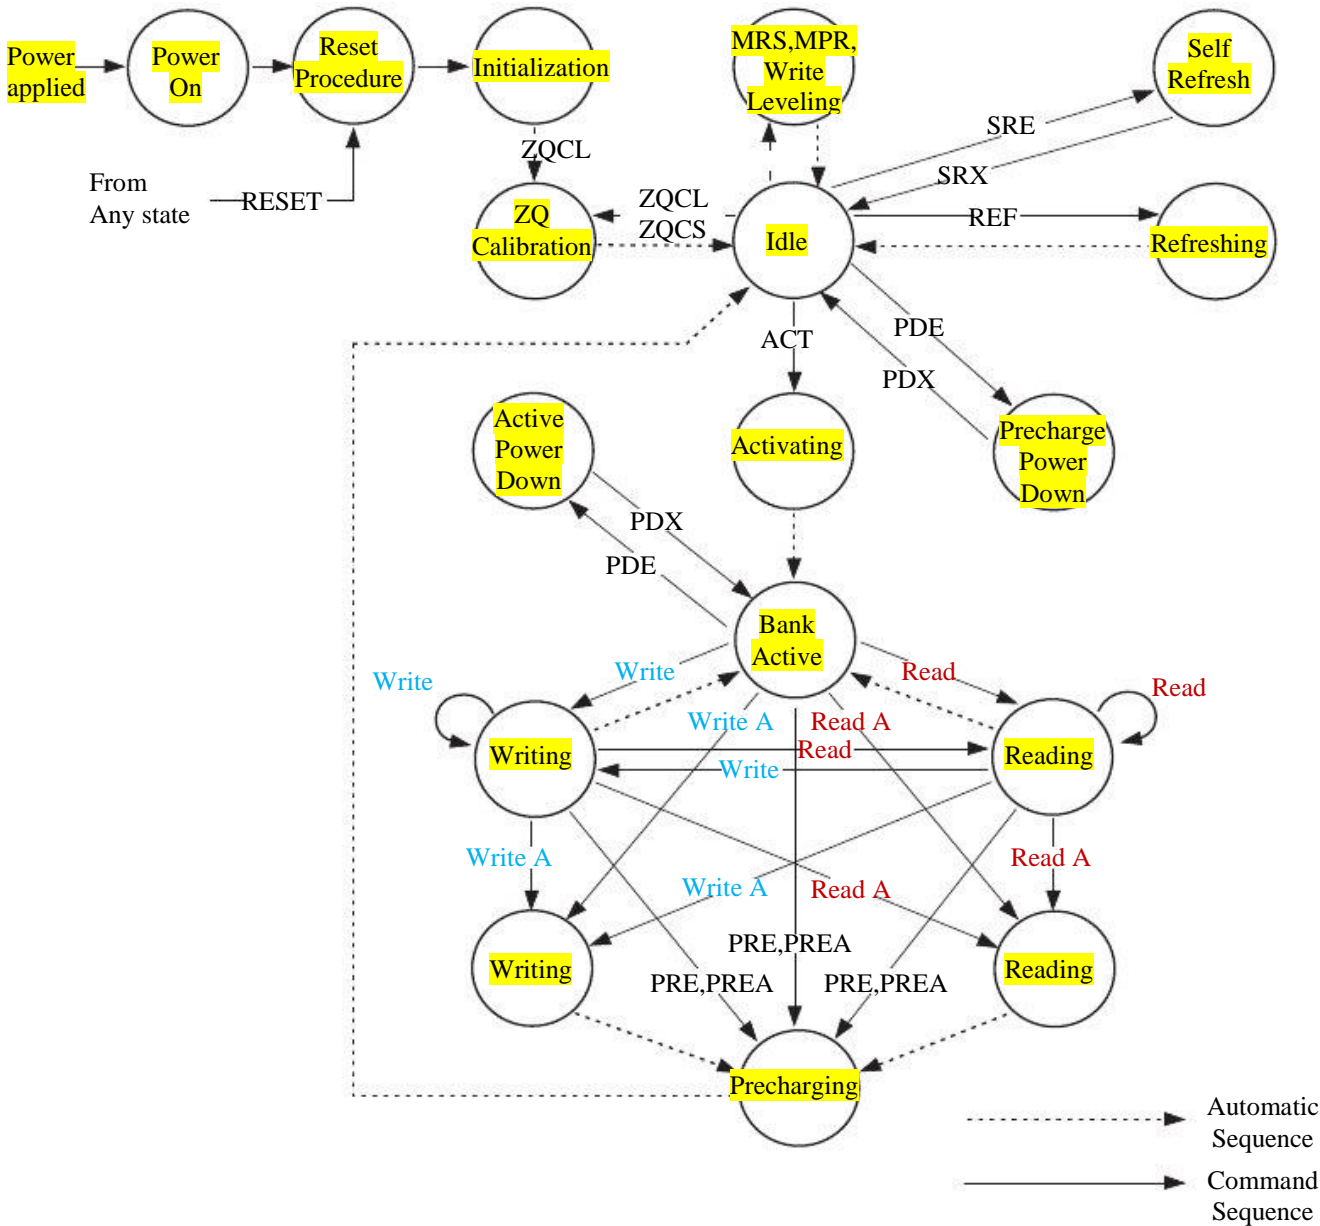 Power
applied
Power
On
Reset
Procedure
Initialization
MRS,MPR,
Write
Leveling
Self
Refresh
From
Any state
RESET
ZQCL
ZQ
Calibration
ZQCL
ZQCS
Idle
SRE
SRX
REF
Refreshing
ACT
PDE
PDX
Active
Power
Down
Activating
Precharge
Power
Down
PDX
PDE
Bank
Active
Write
Write
Read
Read
Write A
Read A
Writing
Read
Write
Reading
Write A
Write A
Read A
Read A
Writing
PRE,PREA
PRE,PREA
PRE,PREA
Reading
Precharging
Automatic
Sequence
Command
Sequence